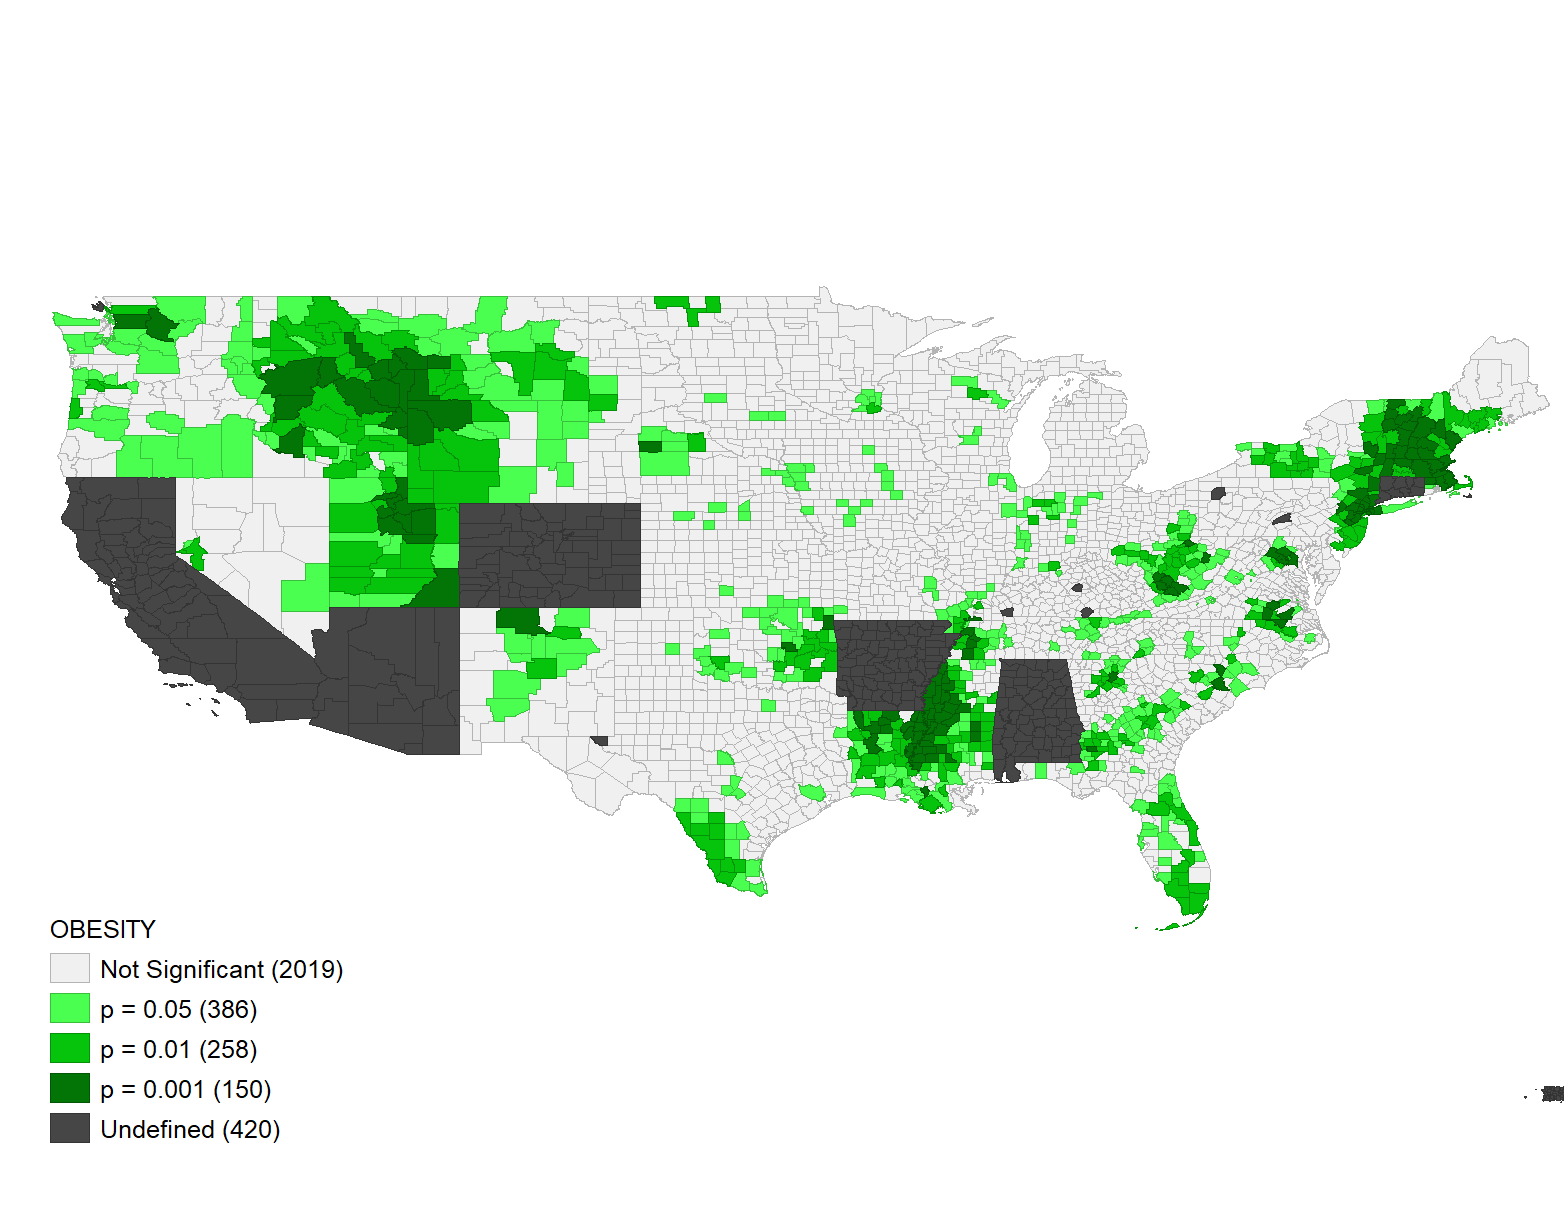 OBESITY
Not Significant (2019)
p = 0.05 (386)
p = 0.01 (258)
p = 0.001 (150)
Undefined (420)